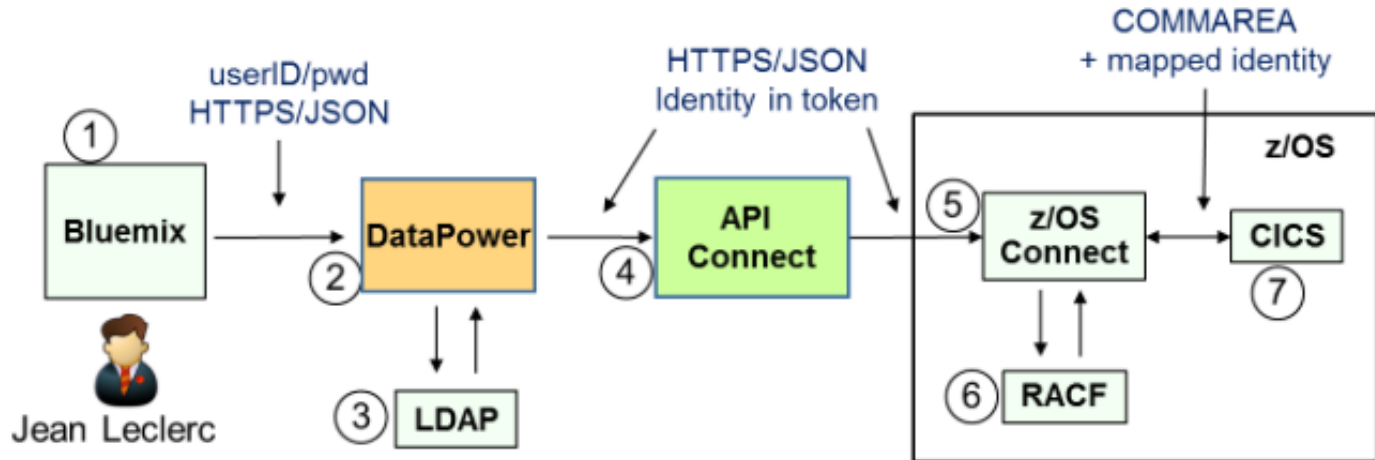 COMMAREA
+ mapped identity
userID/pwd
HTTPS/JSON
HTTPS/JSON
Identity in token
z/OS
1
Bluemix
2
DataPower
4
API
Connect
5
z/OS
Connect
CICS
7
3
LDAP
6
RACF
Jean Leclerc